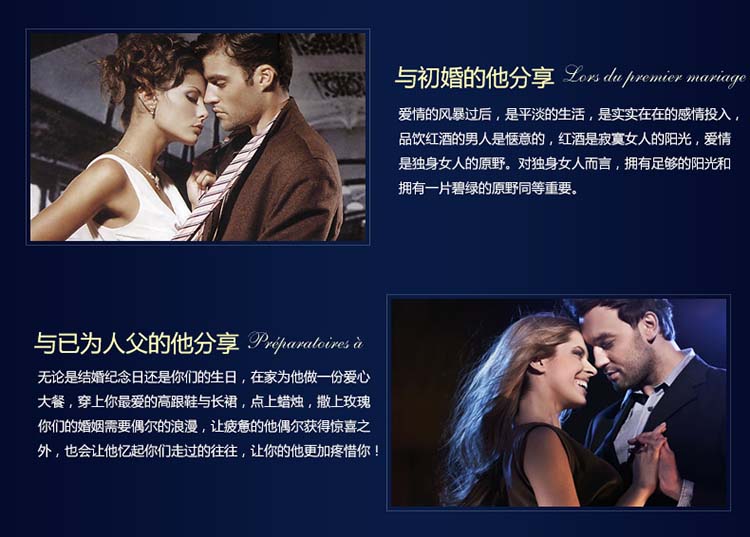 与初婚的他分享 Lors du premier mariage
爱情的风暴过后，是平淡的生活，是实实在在的感情投入，
品饮红酒的男人是惬意的，红酒是寂寞女人的阳光，爱情
是独身女人的原野。对独身女人而言，拥有足够的阳光和
拥有一片碧绿的原野同等重要。
与已为人父的他分享 Préparatoires à
无论是结婚纪念日还是你们的生日，在家为他做一份爱心
大餐，穿上你最爱的高跟鞋与长裙，点上蜡烛，撒上玫瑰
你们的婚姻需要偶尔的浪漫，让疲惫的他偶尔获得惊喜之
外，也会让他忆起你们走过的往往，让你的他更加疼惜你！